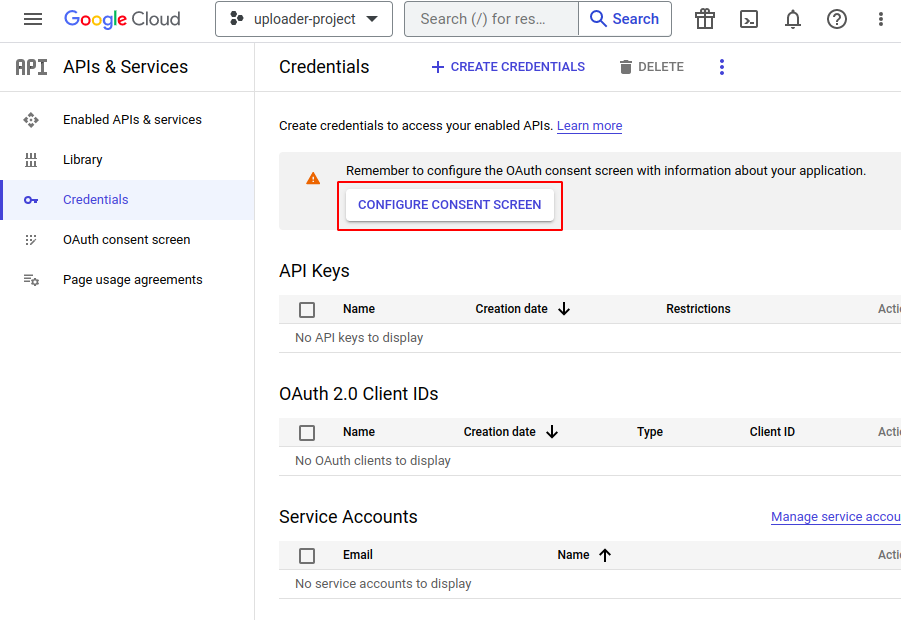 Google Cloud
uploader-project
Search (/) for res...
Search
API APIs & Services
Credentials
CREATE CREDENTIALS
DELETE
Enabled APIs & services
Library
Credentials
OAuth consent screen
Page usage agreements
Create credentials to access your enabled APIs. Learn more
Remember to configure the OAuth consent screen with information about your application.
CONFIGURE CONSENT SCREEN
API Keys
Name Creation date Restrictions Acti
No API keys to display
OAuth 2.0 Client IDs
Name Creation date Type Client ID Acti
No OAuth clients to display
Service Accounts
Manage service accou
Email Name Acti
No service accounts to display